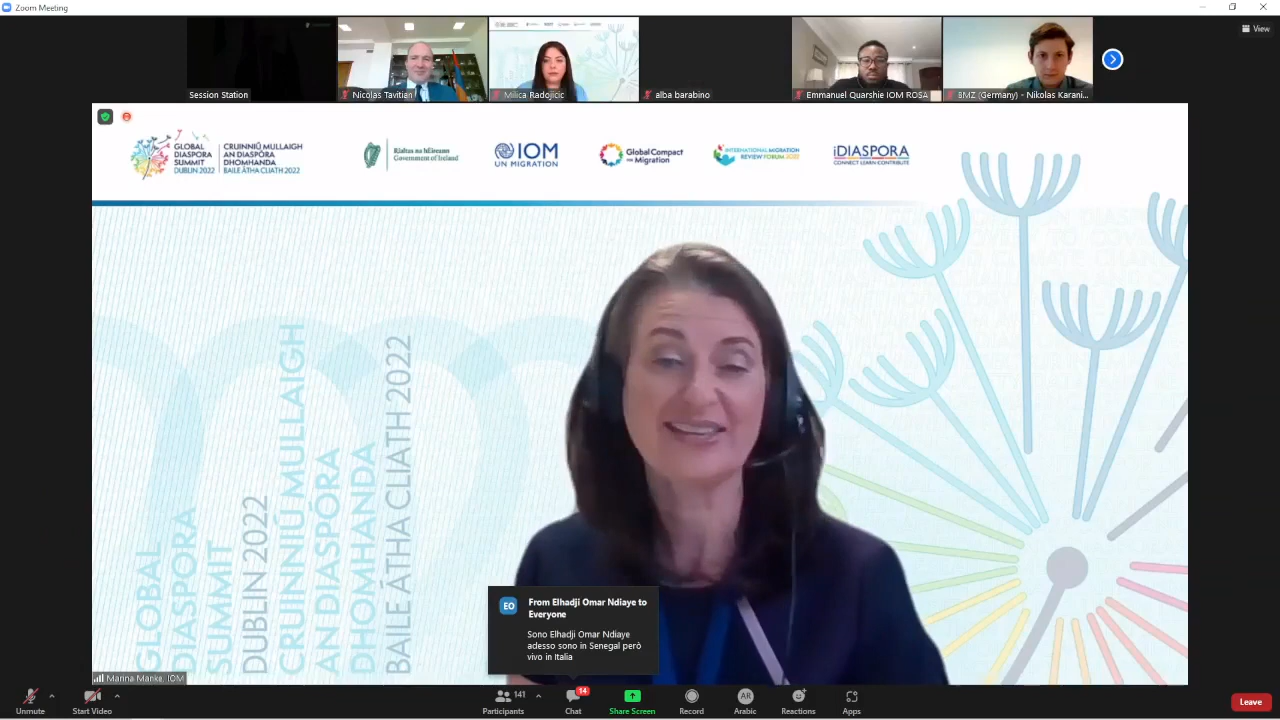 Zoom Meeting
View
Session Station
Nicolas Tavitian
Milica Radojicic
alba barabino
Emmanuel Quarshie IOM ROSA
BMZ (Germany) - Nikolas Karani...
GLOBAL
DIASPORA
SUMMIT
DUBLIN 2022
CRUINNIÚ MULLAIGH
AN DIASPÓRA
DHOMHANDA
BAILE ÁTHA CLIATH 2022
Rialtas na hÉireann
Government of Ireland
IOM
UN MIGRATION
Global Compact
for Migration
INTERNATIONAL MIGRATION
REVIEW FORUM 2022
iDIASPORA
CONNECT LEARN CONTRIBUTE
GLOBAL
DIASPORA
SUMMIT
DUBLIN 2022
CRUINNIÚ MULLAIGH
AN DIASPÓRA
DHOMHANDA
BAILE ÁTHA CLIATH 2022
EO
From Elhadji Omar Ndiaye to
Everyone
Sono Elhadji Omar Ndiaye
adesso sono in Senegal però
vivo in Italia
Marina Manke, IOM
Unmute
Start Video
141
Participants
14
Chat
Share Screen
Record
AR
Arabic
Reactions
Apps
Leave